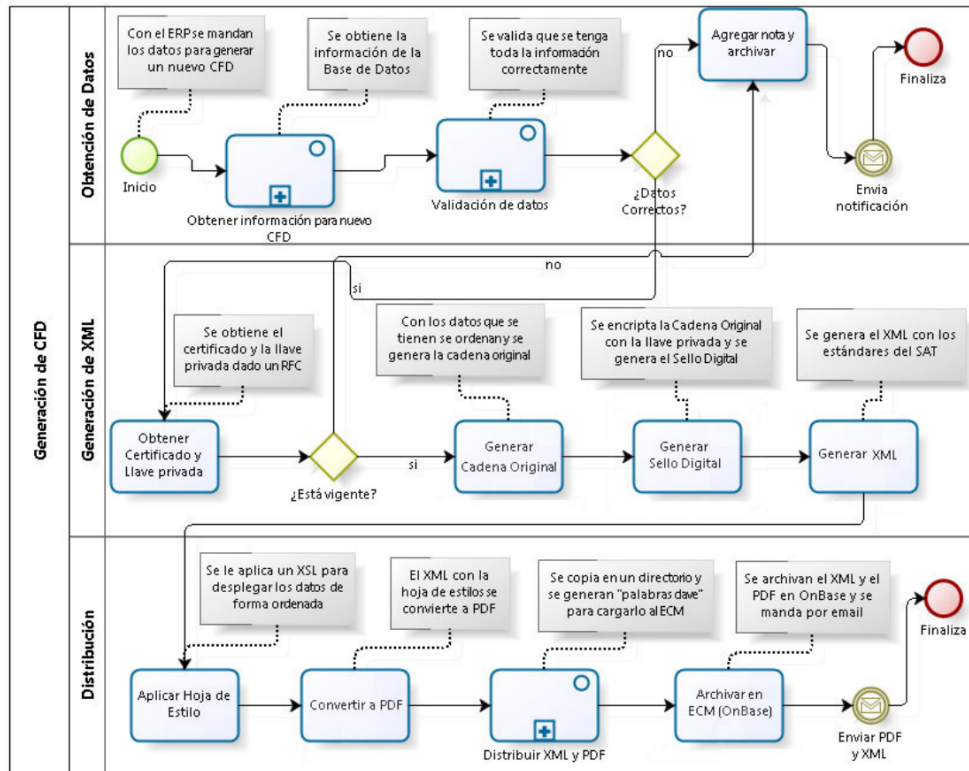 Generación de CFD
Obtención de Datos
Con el ERP se mandan
los datos para generar
un nuevo CFD
Se obtiene la
información de la
Base de Datos
Se valida que se tenga
toda la información
correctamente
no
Agregar nota y
archivar
Finaliza
Inicio
Obtener información para nuevo
CFD
Validación de datos
¿Datos
Correctos?
Envia
notificación
Generación de XML
no
si
Se obtiene el
certificado y la llave
privada dado un RFC
Con los datos que se
tienen se ordenan y se
genera la cadena original
Se encripta la Cadena Original
con la llave privada y se
genera el Sello Digital
Se genera el XML con los
estándares del SAT
Obtener
Certificado y
Llave privada
¿Está vigente?
si
Generar
Cadena Original
Generar
Sello Digital
Generar XML
Distribución
Se le aplica un XSL para
desplegar los datos de
forma ordenada
El XML con la
hoja de estilos se
convierte a PDF
Se copia en un directorio y
se generan "palabras clave"
para cargarlo al ECM
Se archivan el XML y el
PDF en OnBase y se
manda por email
Finaliza
Aplicar Hoja de
Estilo
Convertir a PDF
Distribuir XML y PDF
Archivar en
ECM (OnBase)
Enviar PDF
y XML